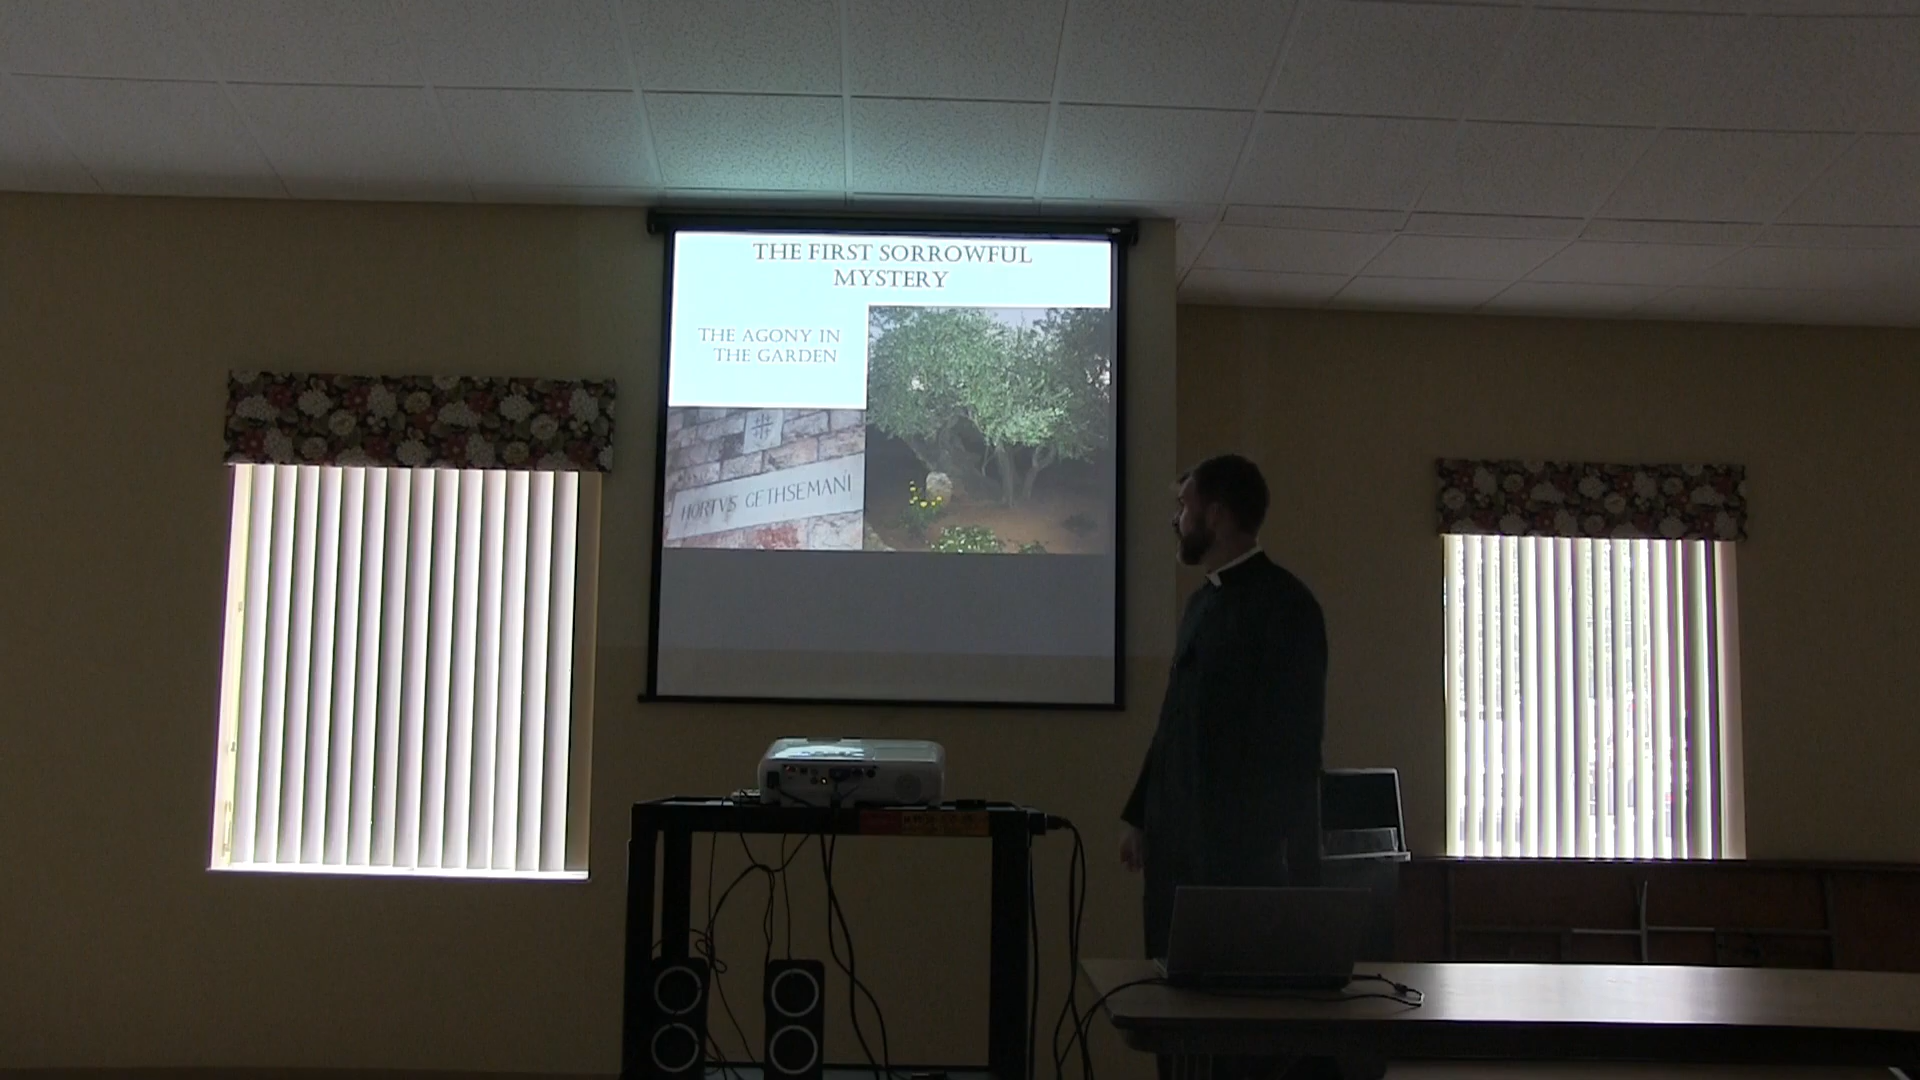 THE FIRST SORROWFUL
MYSTERY
THE AGONY IN
THE GARDEN
HORTVS GETHSEMANI